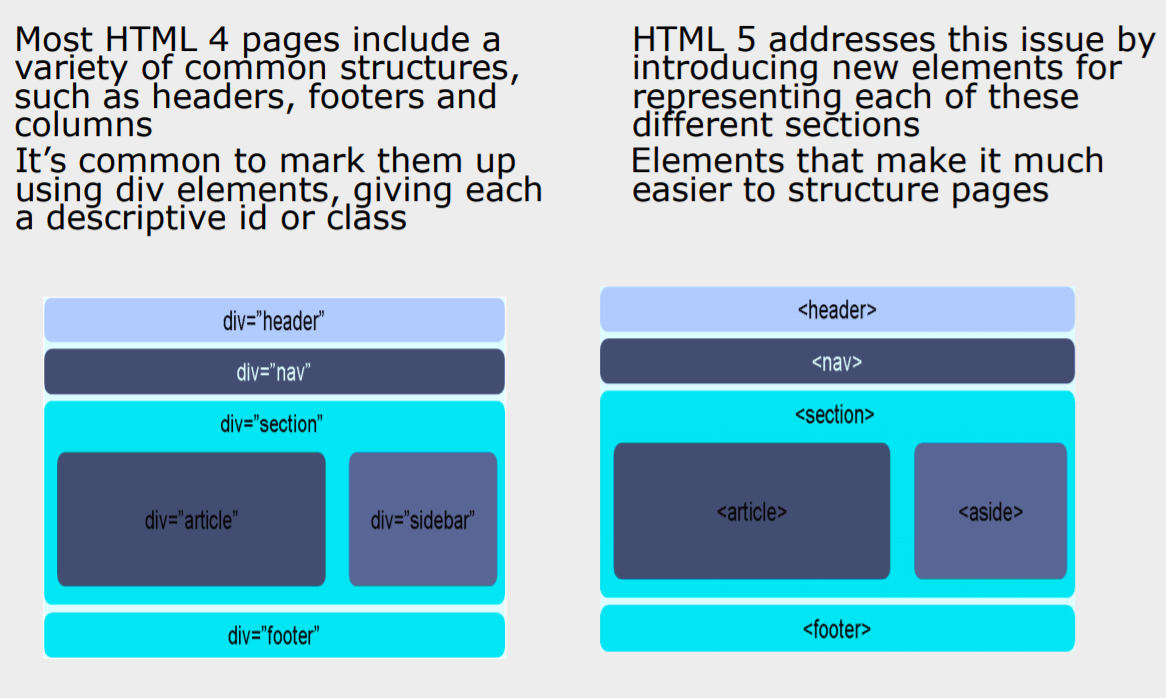 Most HTML 4 pages include a
variety of common structures,
such as headers, footers and
columns
It’s common to mark them up
using div elements, giving each
a descriptive id or class
HTML 5 addresses this issue by
introducing new elements for
representing each of these
different sections
Elements that make it much
easier to structure pages
div=”header”
div=”nav”
div=”section”
div=”article”
div=”sidebar”
div=”footer”
<header>
<nav>
<section>
<article>
<aside>
<footer>